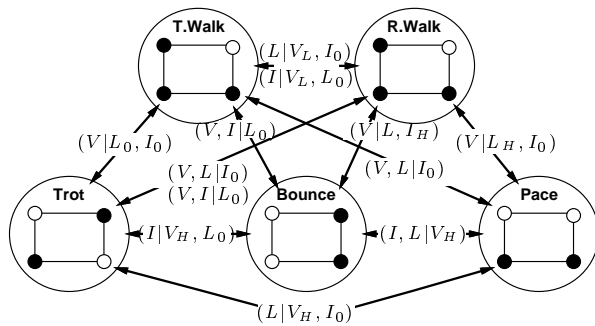 T.Walk
R.Walk
(L|V_L, I_0)
(I|V_L, L_0)
(V|L_0, I_0)
(V, I|L_0)
(V|L, I_H)
(V|L_H, I_0)
(V, L|I_0)
(V, I|L_0)
(V, L|I_0)
Trot
Bounce
Pace
(I|V_H, L_0)
(I, L|V_H)
(L|V_H, I_0)